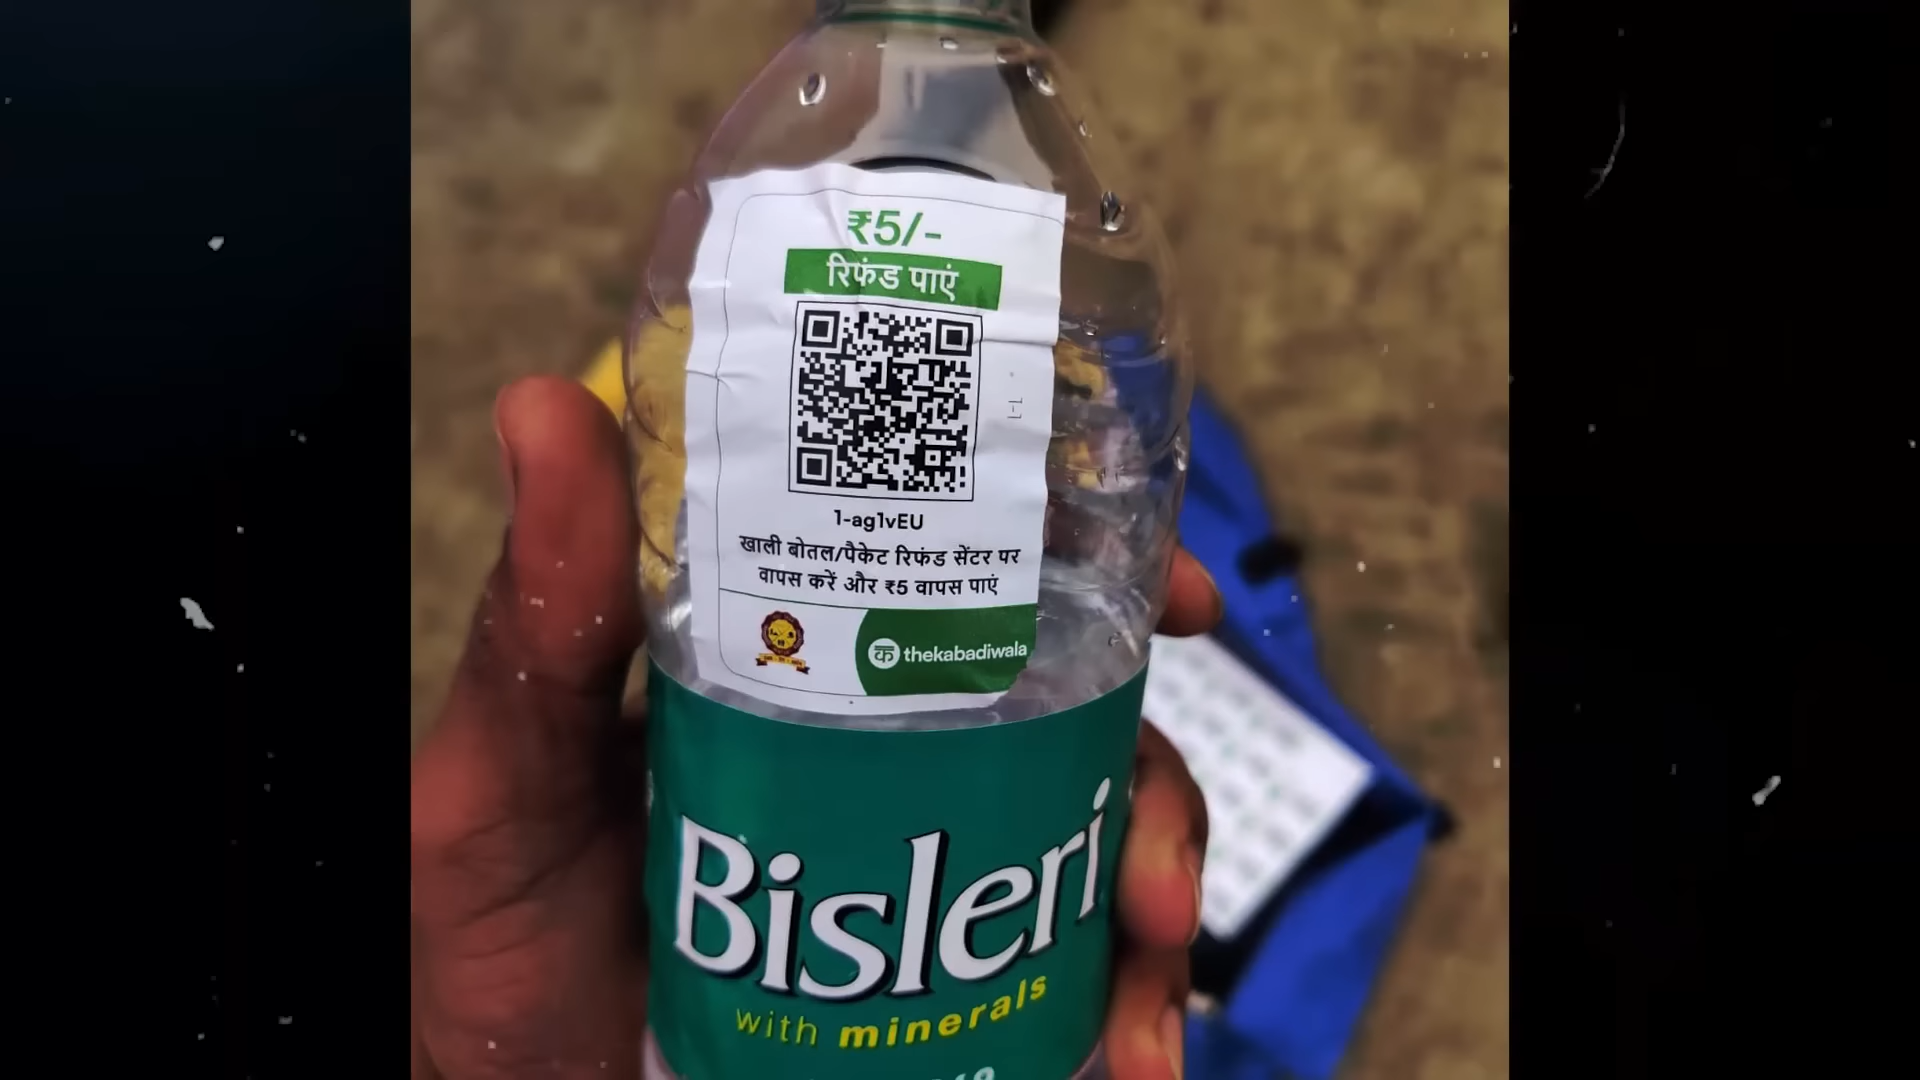 ₹5/-
रिफंड पाएं
1-ag1vEU
खाली बोतल/पैकेट रिफंड सेंटर पर
वापस करें और ₹5 वापस पाएं
क thekabadiwala
Bisleri
with minerals